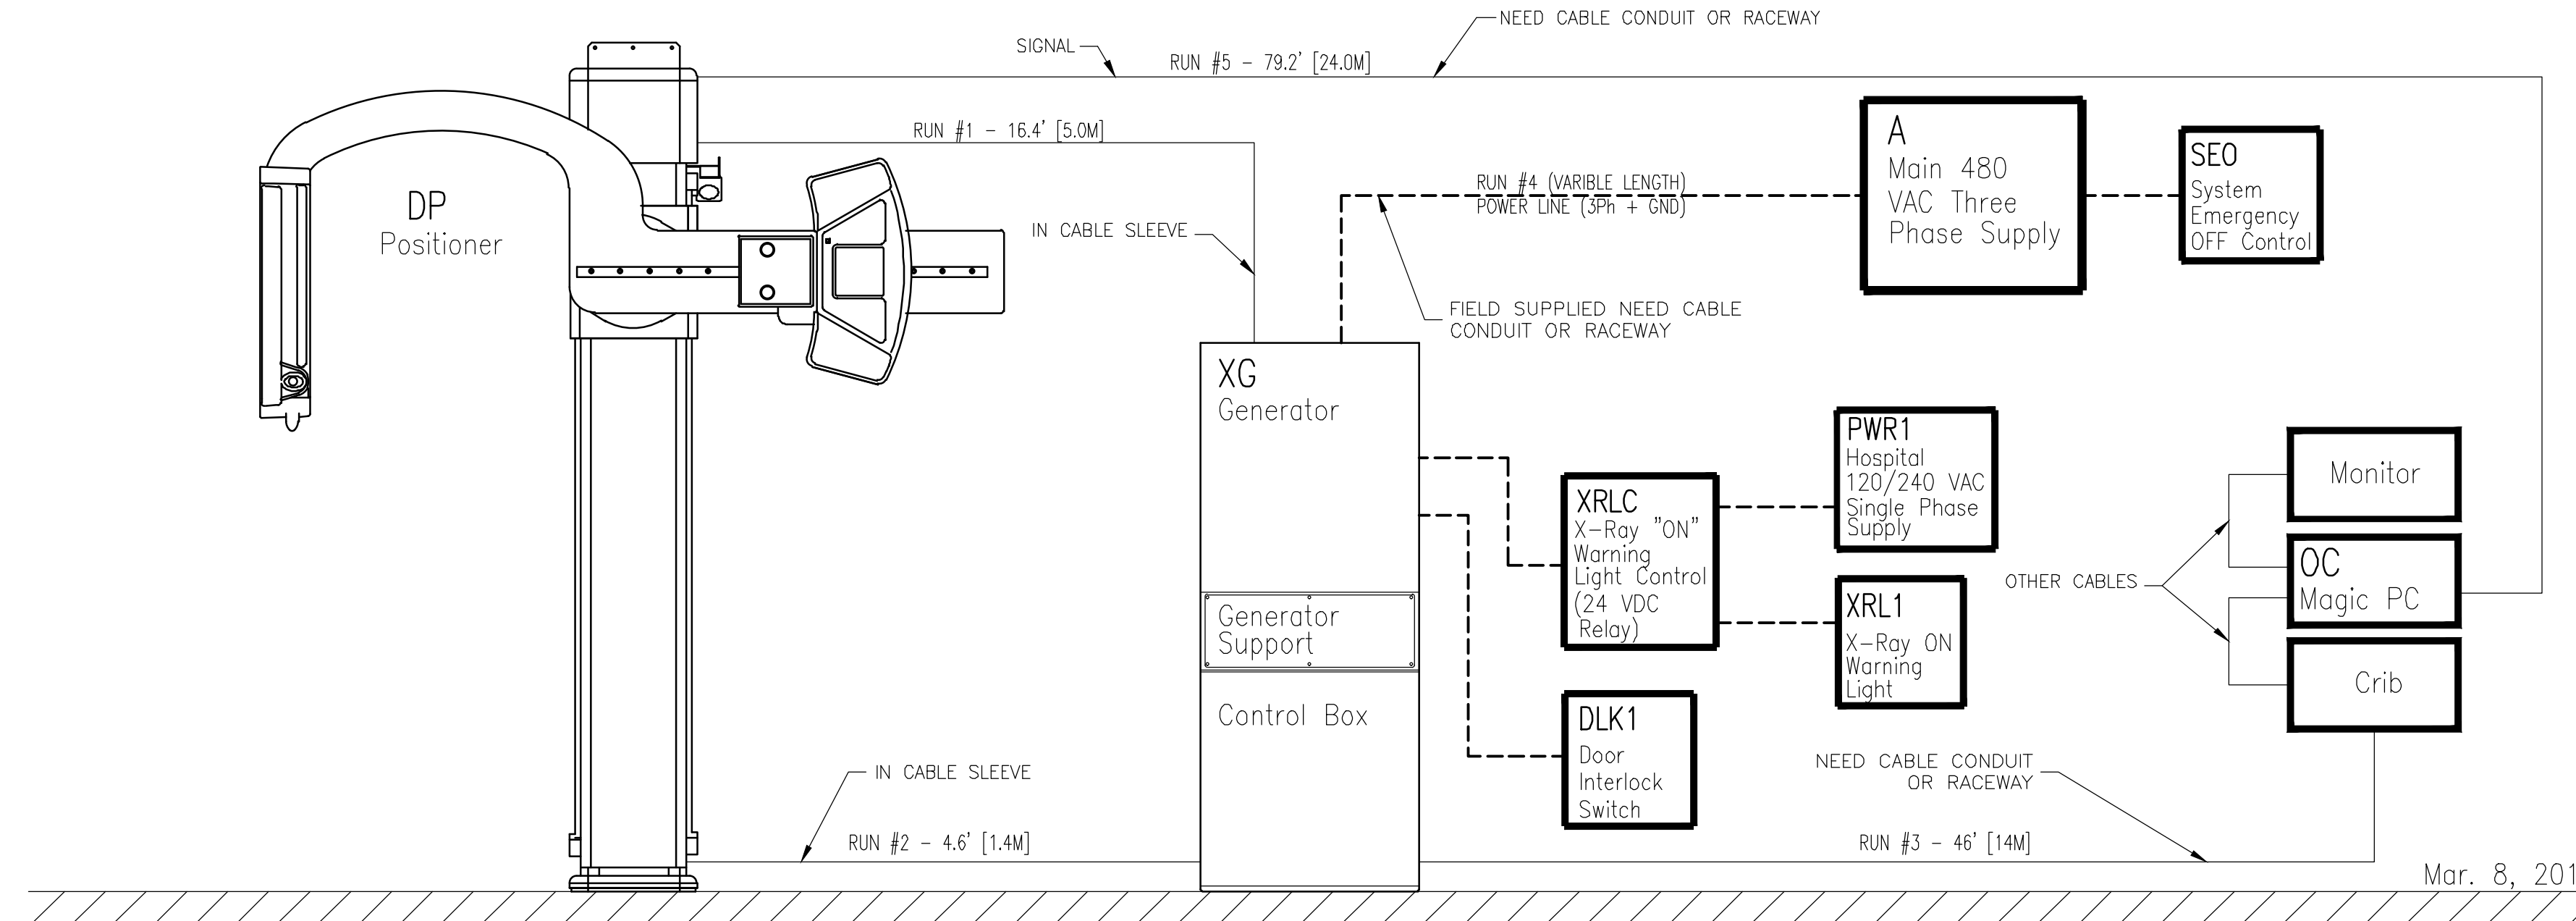 NEED CABLE CONDUIT OR RACEWAY
SIGNAL
RUN #5 – 79.2' [24.0M]
RUN #1 – 16.4' [5.0M]
DP
Positioner
IN CABLE SLEEVE
RUN #4 (VARIBLE LENGTH)
POWER LINE (3Ph + GND)
A
Main 480
VAC Three
Phase Supply
SEO
System
Emergency
OFF Control
FIELD SUPPLIED NEED CABLE
CONDUIT OR RACEWAY
XG
Generator
Generator
Support
Control Box
XRLC
X–Ray "ON"
Warning
Light Control
(24 VDC
Relay)
PWR1
Hospital
120/240 VAC
Single Phase
Supply
XRL1
X–Ray ON
Warning
Light
DLK1
Door
Interlock
Switch
OTHER CABLES
Monitor
OC
Magic PC
Crib
NEED CABLE CONDUIT
OR RACEWAY
IN CABLE SLEEVE
RUN #2 – 4.6' [1.4M]
RUN #3 – 46' [14M]
Mar. 8, 201